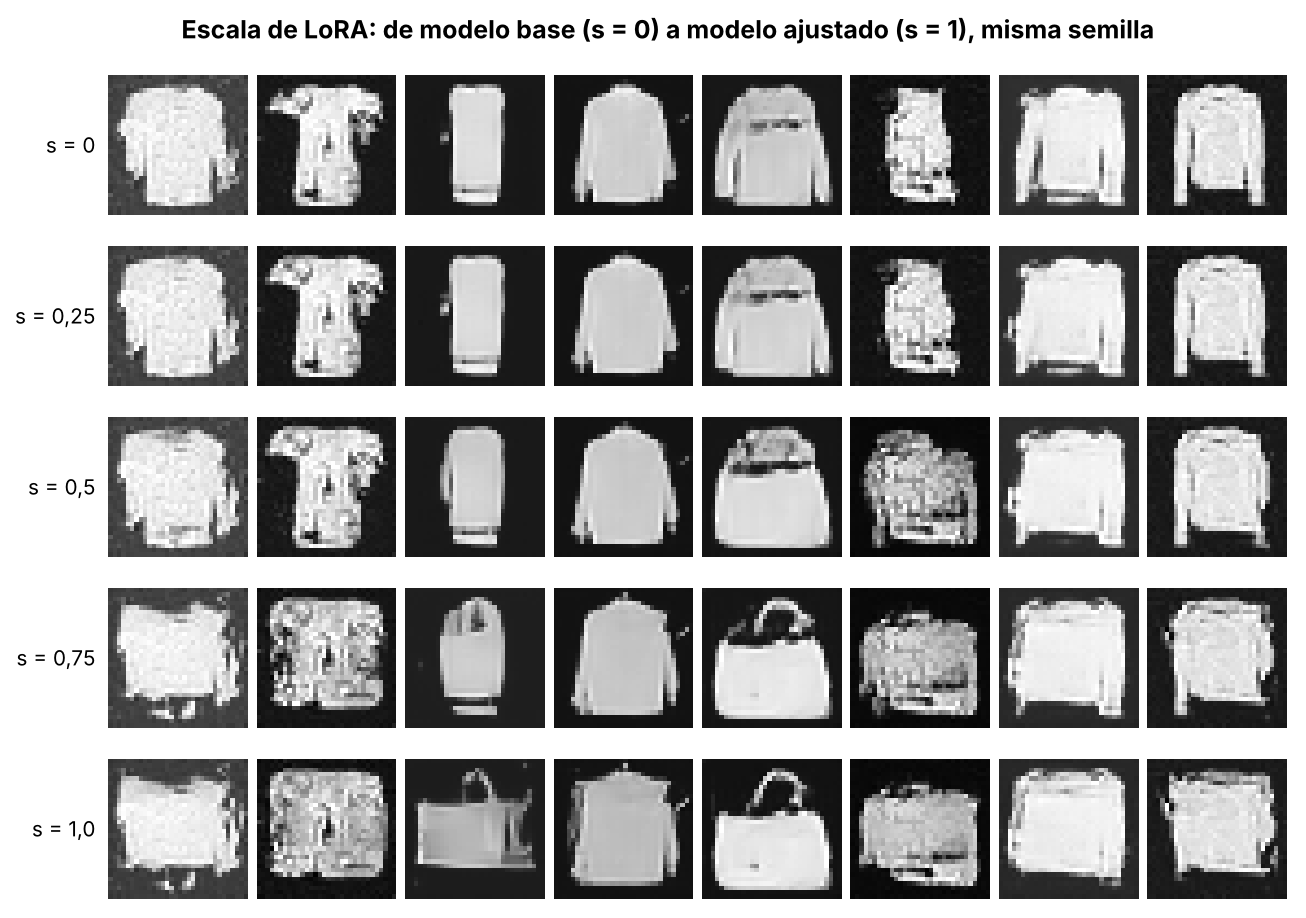 Escala de LoRA: de modelo base (s = 0) a modelo ajustado (s = 1), misma semilla
s = 0
s = 0,25
s = 0,5
s = 0,75
s = 1,0